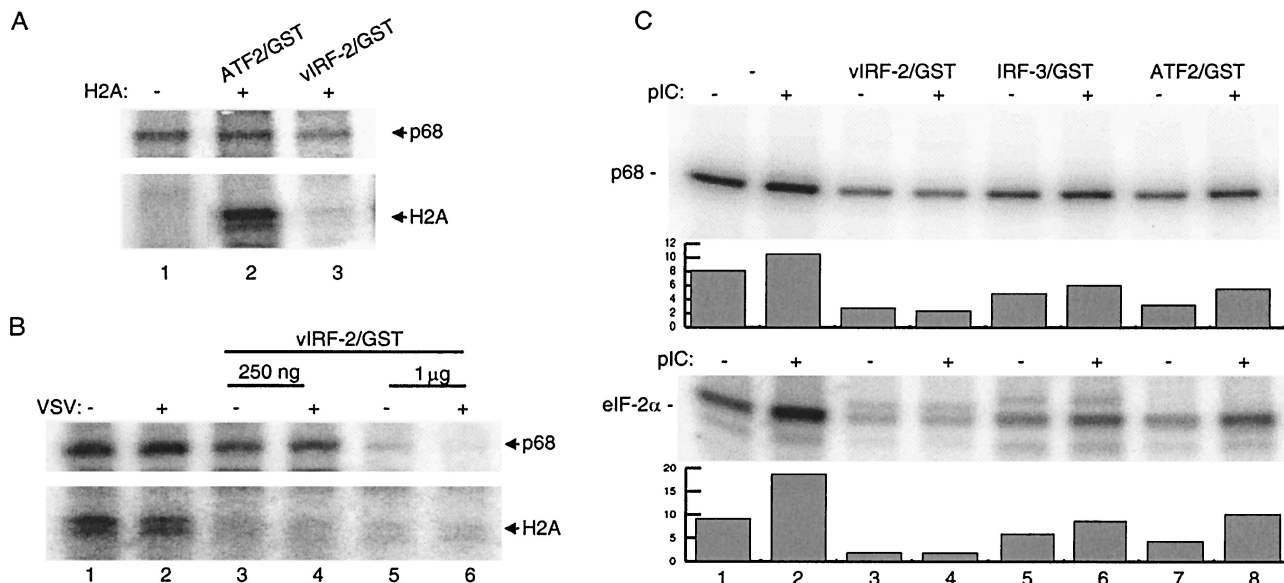 A
ATF2/GST
vIRF-2/GST
H2A: - + +
p68
H2A
1 2 3
B
vIRF-2/GST
250 ng 1 µg
VSV: - + - + - +
p68
H2A
1 2 3 4 5 6
C
- vIRF-2/GST IRF-3/GST ATF2/GST
pIC: - + - + - + - +
p68 -
12
10
8
6
4
2
0
pIC: - + - + - + - +
eIF-2α -
20
15
10
5
0
1 2 3 4 5 6 7 8